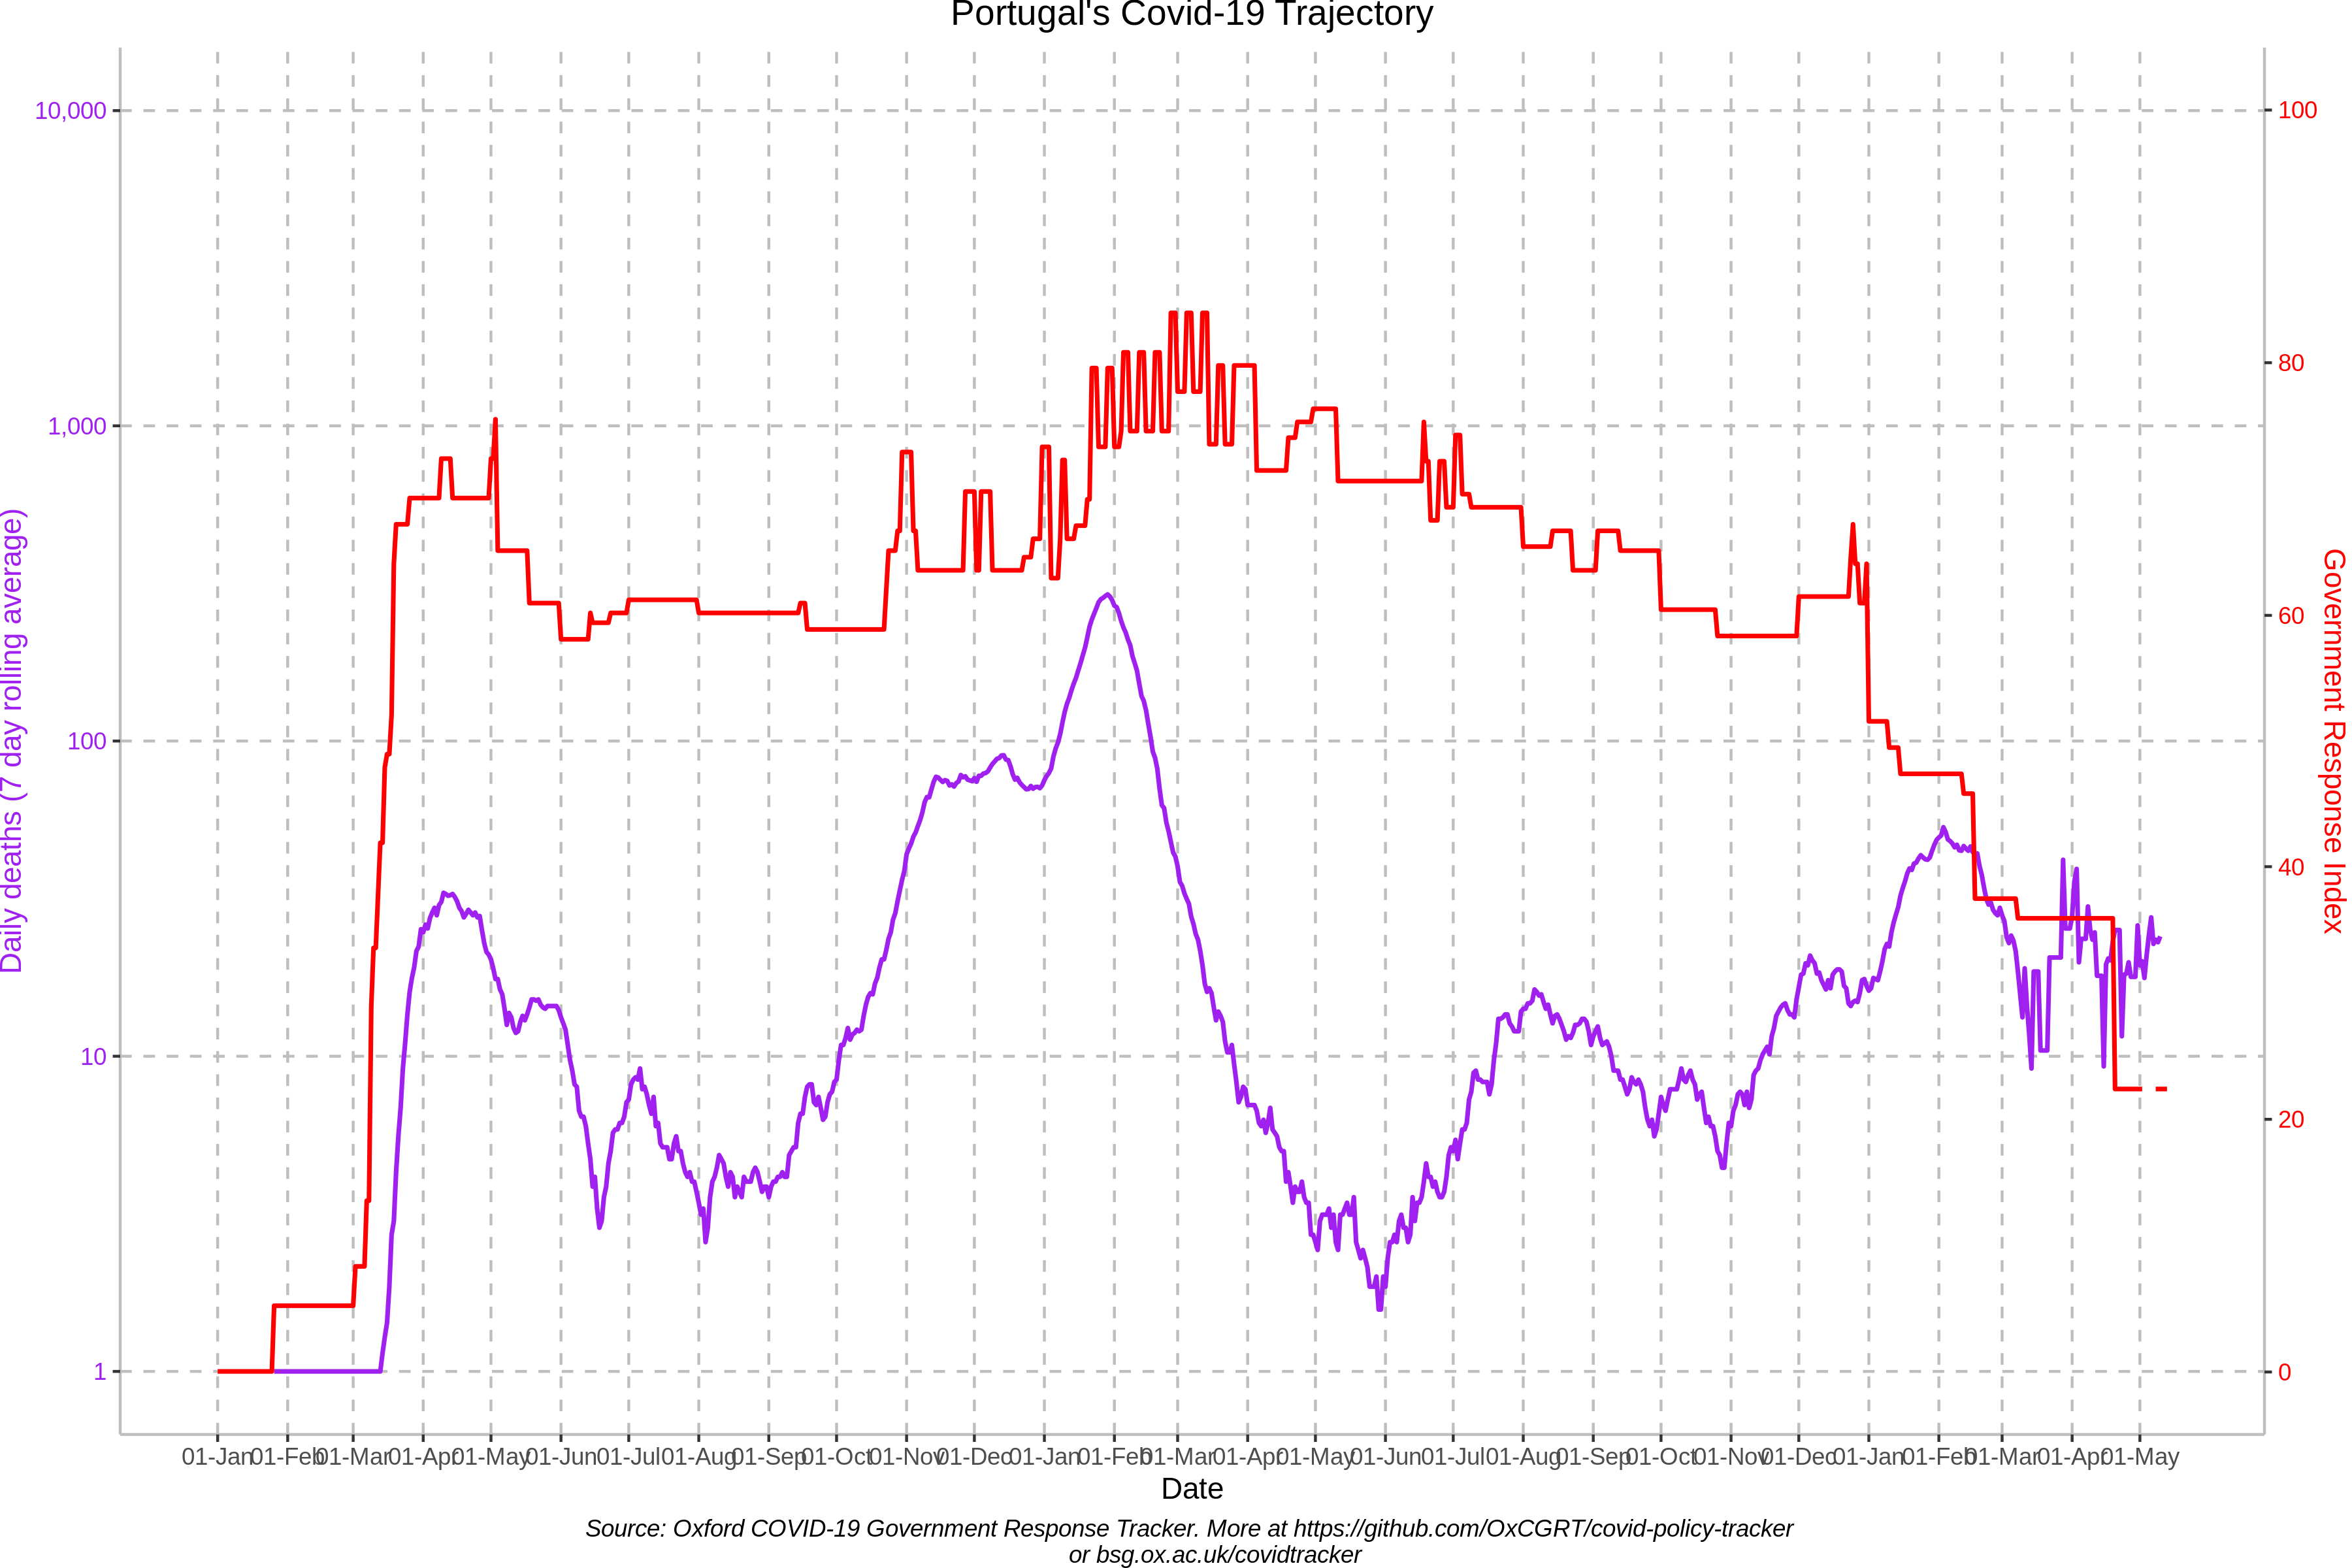 Portugal's Covid-19 Trajectory
10,000
1,000
100
10
1
Daily deaths (7 day rolling average)
100
80
60
40
20
0
Government Response Index
01-Jan 01-Feb 01-Mar 01-Apr 01-May 01-Jun 01-Jul 01-Aug 01-Sep 01-Oct 01-Nov 01-Dec 01-Jan 01-Feb 01-Mar 01-Apr 01-May 01-Jun 01-Jul 01-Aug 01-Sep 01-Oct 01-Nov 01-Dec 01-Jan 01-Feb 01-Mar 01-Apr 01-May
Date
Source: Oxford COVID-19 Government Response Tracker. More at https://github.com/OxCGRT/covid-policy-tracker
or bsg.ox.ac.uk/covidtracker